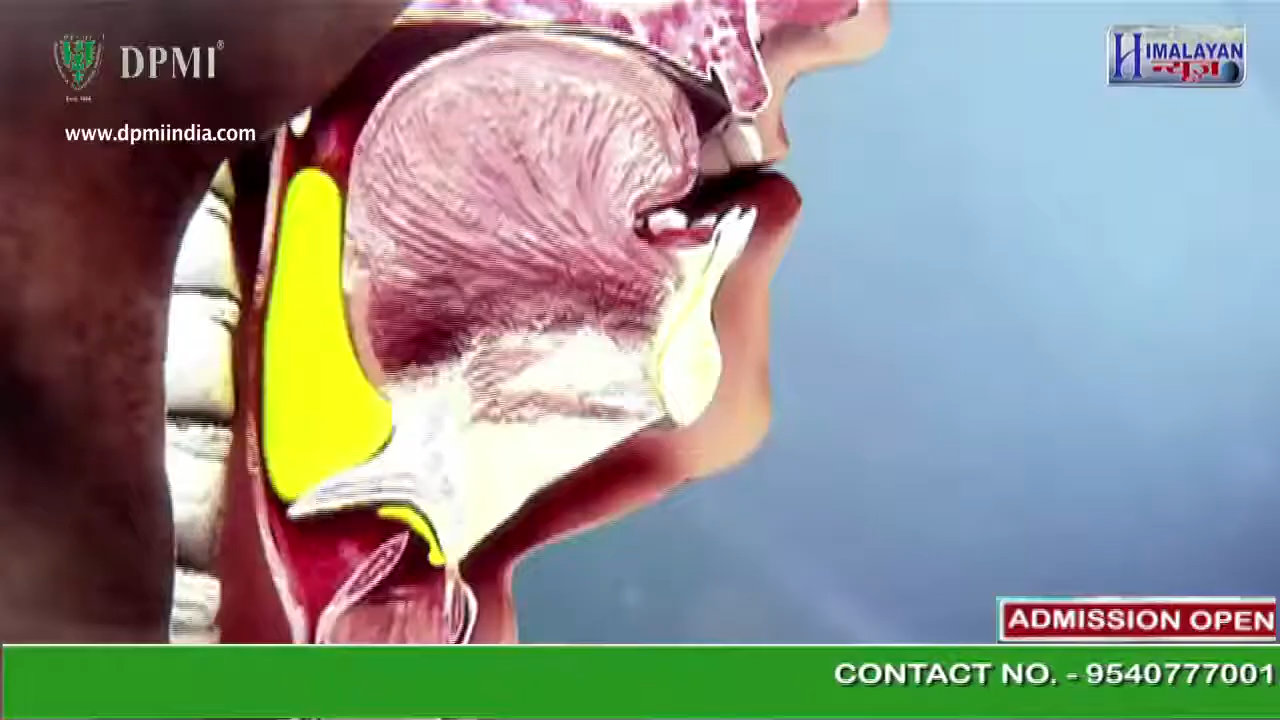 DPMI®
www.dpmiindia.com
HIMALAYAN
न्यूज़
ADMISSION OPEN
CONTACT NO. - 9540777001